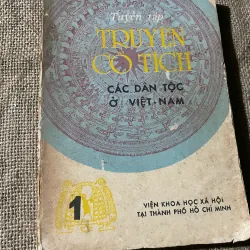 Tuyển tập
TRUYỆN
CỔ TÍCH
CÁC DÂN TỘC
Ở VIỆT-NAM
1
VIỆN KHOA HỌC XÃ HỘI
TẠI THÀNH PHỐ HỒ CHÍ MINH